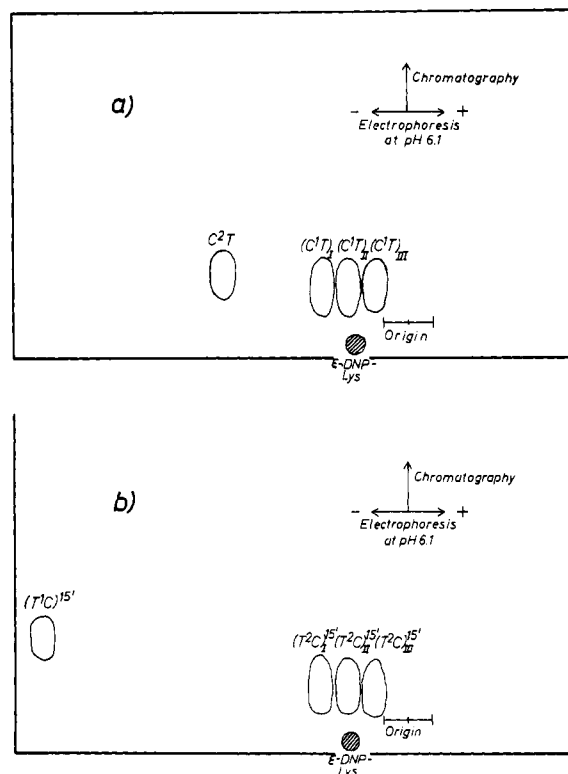 a)
Chromatography
- +
Electrophoresis
at pH 6.1
C²T
(C¹T)I (C¹T)II (C¹T)III
Origin
ε-DNP-
Lys
b)
Chromatography
- +
Electrophoresis
at pH 6.1
(T¹C)¹⁵'
(T²C)I¹⁵' (T²C)II¹⁵' (T²C)III¹⁵'
Origin
ε-DNP-
Lys